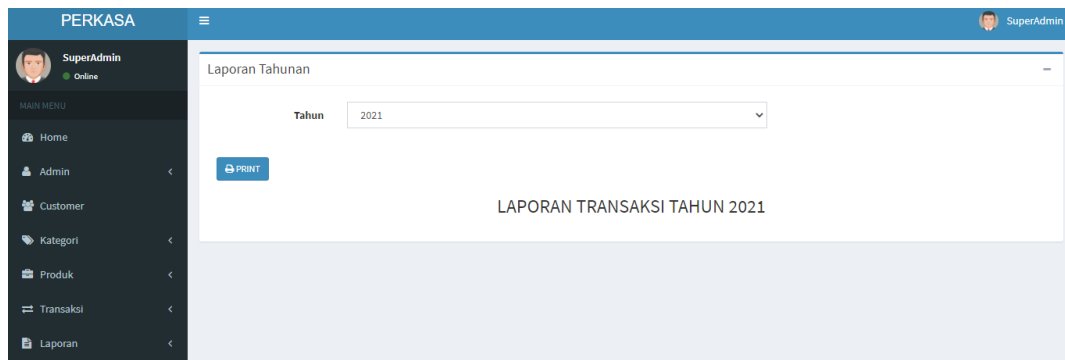 PERKASA
SuperAdmin
SuperAdmin
Online
MAIN MENU
Home
Admin
Customer
Kategori
Produk
Transaksi
Laporan
Laporan Tahunan
Tahun
2021
PRINT
LAPORAN TRANSAKSI TAHUN 2021